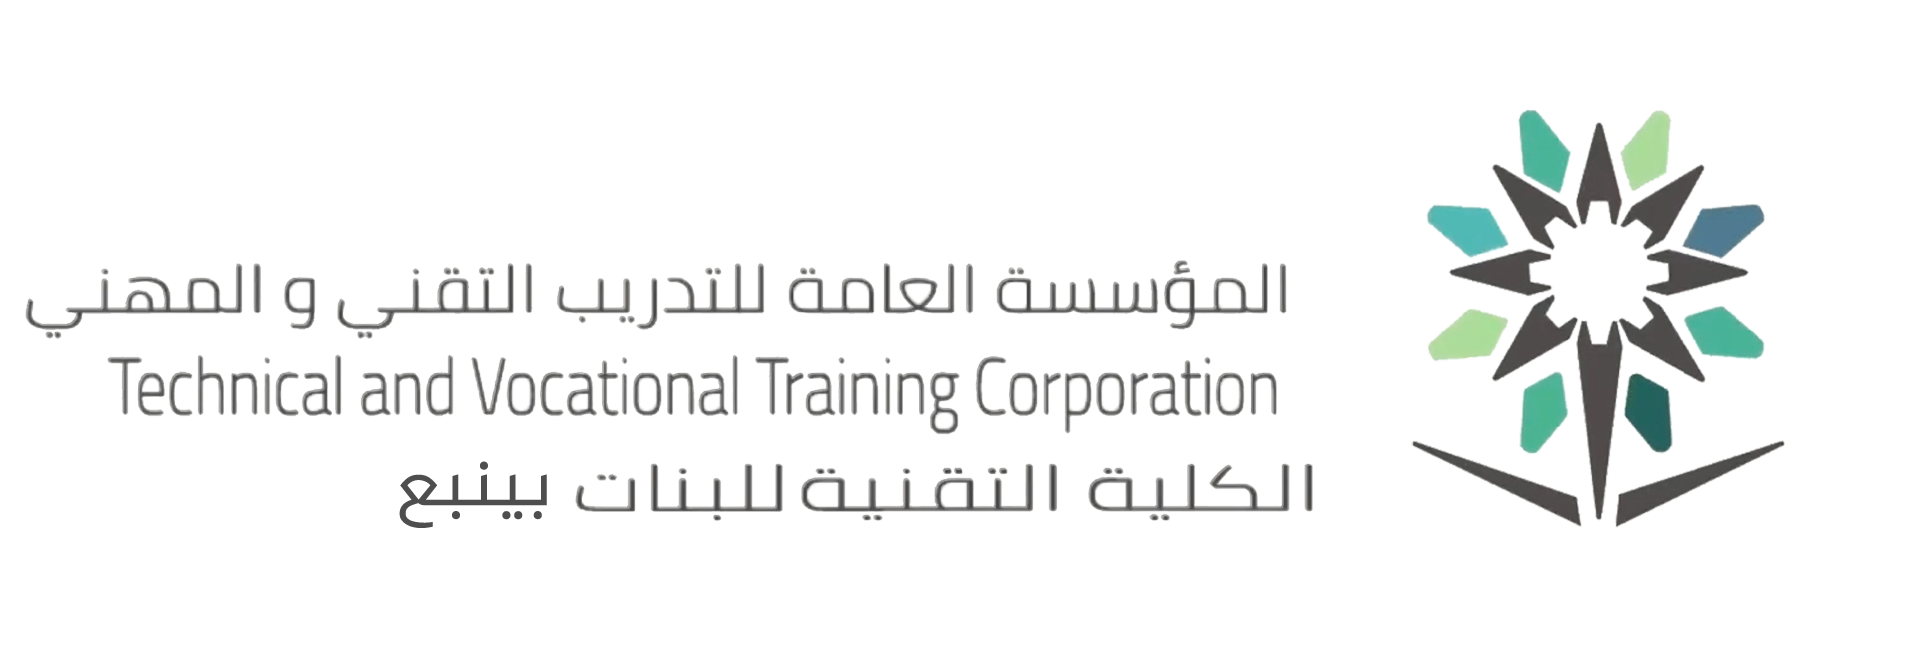 المؤسسة العامة للتدريب التقني و المهني
Technical and Vocational Training Corporation
الكلية التقنية للبنات بينبع